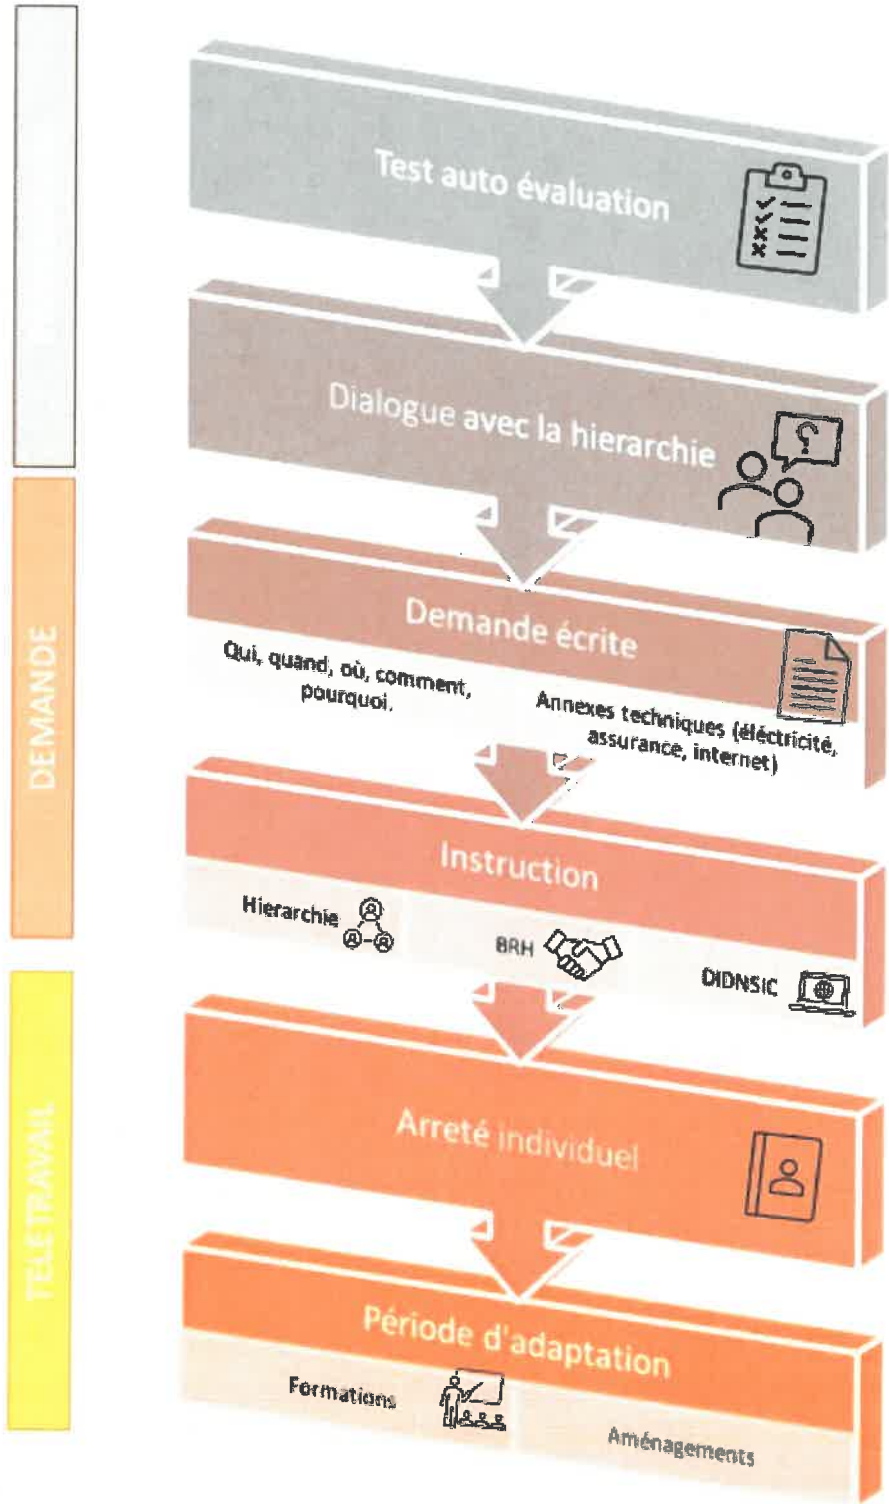 Test auto évaluation
Dialogue avec la hierarchie
DEMANDE
Demande écrite
Qui, quand, où, comment,
pourquoi.
Annexes techniques (éléctricité,
assurance, internet)
Instruction
Hierarchie
BRH
DIDNSIC
TELETRAVAIL
Arreté individuel
Période d'adaptation
Formations
Aménagements